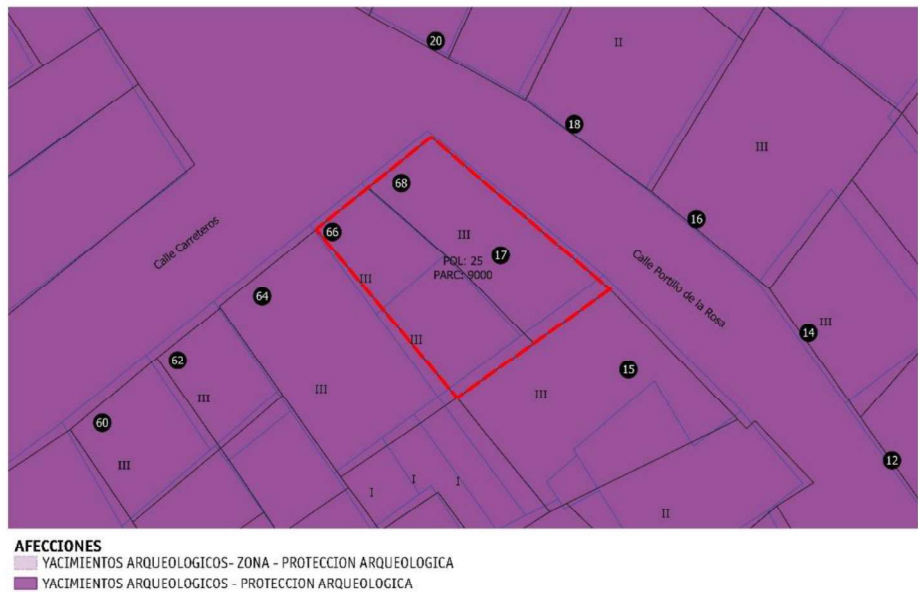 20
II
18
III
68
66
16
Calle Carreteros
III
17
POL: 25
PARC: 9000
III
64
Calle Portillo de la Rosa
III
14
III
62
15
III
III
III
60
III
12
I
I
I
II
AFECCIONES
YACIMIENTOS ARQUEOLOGICOS- ZONA - PROTECCION ARQUEOLOGICA
YACIMIENTOS ARQUEOLOGICOS - PROTECCION ARQUEOLOGICA